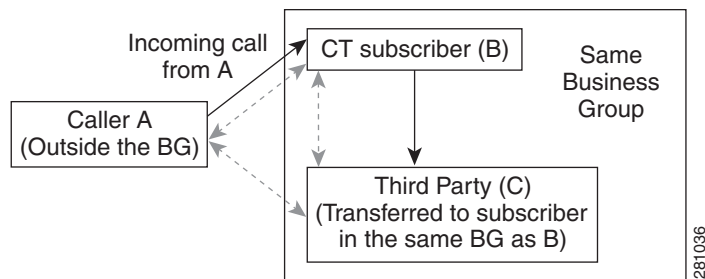 Incoming call
from A
CT subscriber (B)
Same
Business
Group
Caller A
(Outside the BG)
Third Party (C)
(Transferred to subscriber
in the same BG as B)
281036